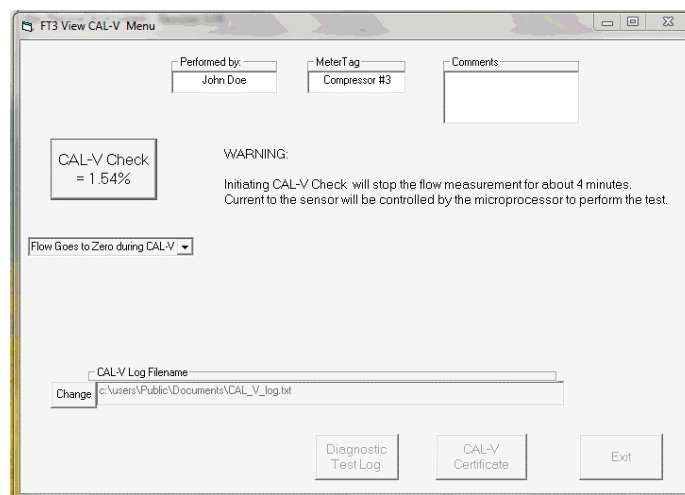 FT3 View CAL-V Menu
Performed by:
John Doe
MeterTag
Compressor #3
Comments
CAL-V Check
= 1.54%
WARNING:
Initiating CAL-V Check will stop the flow measurement for about 4 minutes.
Current to the sensor will be controlled by the microprocessor to perform the test.
Flow Goes to Zero during CAL-V
CAL-V Log Filename
Change
c:\users\Public\Documents\CAL_V_log.txt
Diagnostic
Test Log
CAL-V
Certificate
Exit